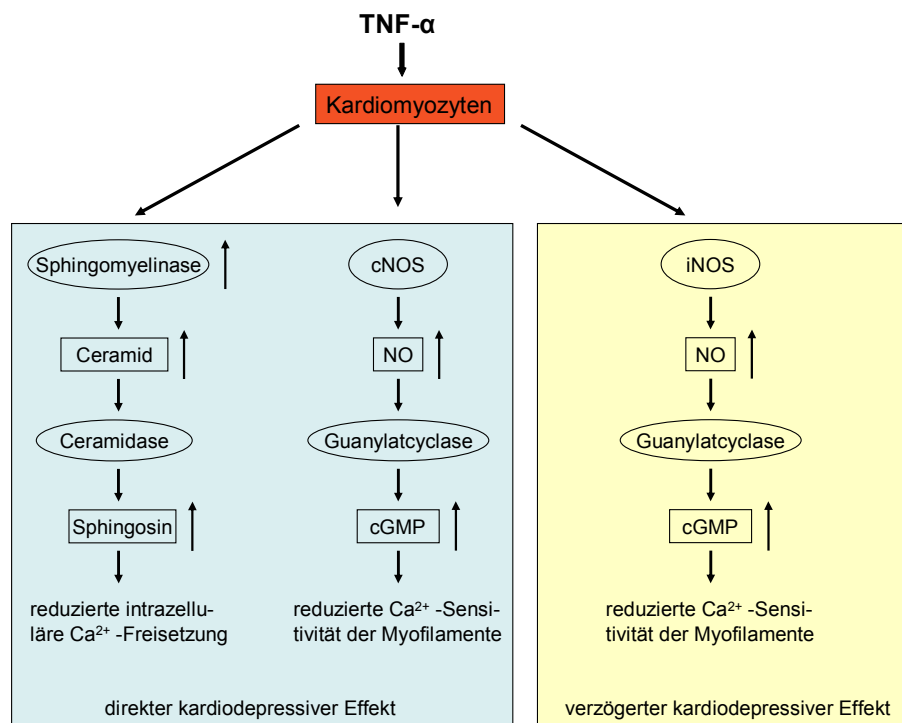 TNF-α
Kardiomyozyten
Sphingomyelinase
Ceramid
Ceramidase
Sphingosin
reduzierte intrazellu-
läre Ca²⁺ -Freisetzung
cNOS
NO
Guanylatcyclase
cGMP
reduzierte Ca²⁺ -Sensi-
tivität der Myofilamente
direkter kardiodepressiver Effekt
iNOS
NO
Guanylatcyclase
cGMP
reduzierte Ca²⁺ -Sensi-
tivität der Myofilamente
verzögerter kardiodepressiver Effekt